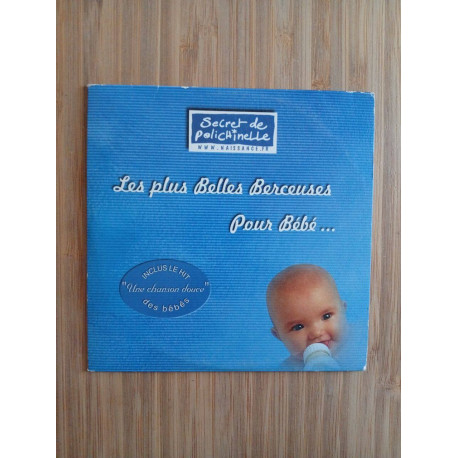 Secret de
Polichinelle
WWW.NAISSANCE.FR
Les plus Belles Berceuses
Pour Bébé...
INCLUS LE HIT
"Une chanson douce"
des bébés